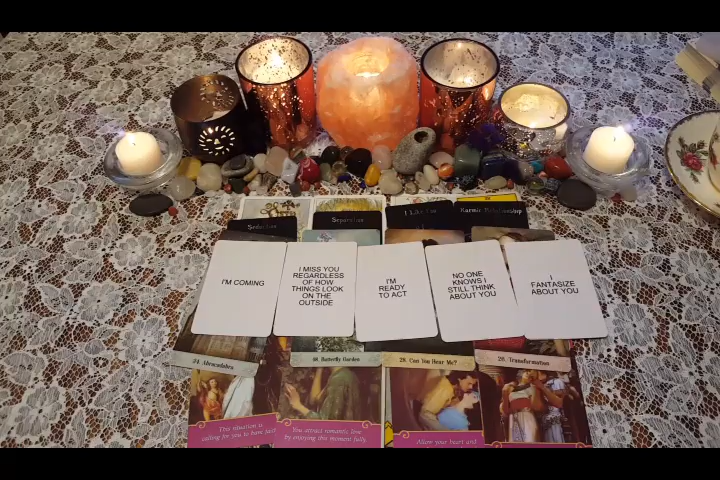 Seduction
Separation
I Like You
Karmic Relationship
I'M COMING
I MISS YOU
REGARDLESS
OF HOW
THINGS LOOK
ON THE
OUTSIDE
I'M
READY
TO ACT
NO ONE
KNOWS I
STILL THINK
ABOUT YOU
I
FANTASIZE
ABOUT YOU
Abracadabra
Butterfly Garden
Can You Hear Me?
Transformation
This situation is
calling for you to have faith
You attract romantic love
by enjoying this moment fully.
Allow your heart and